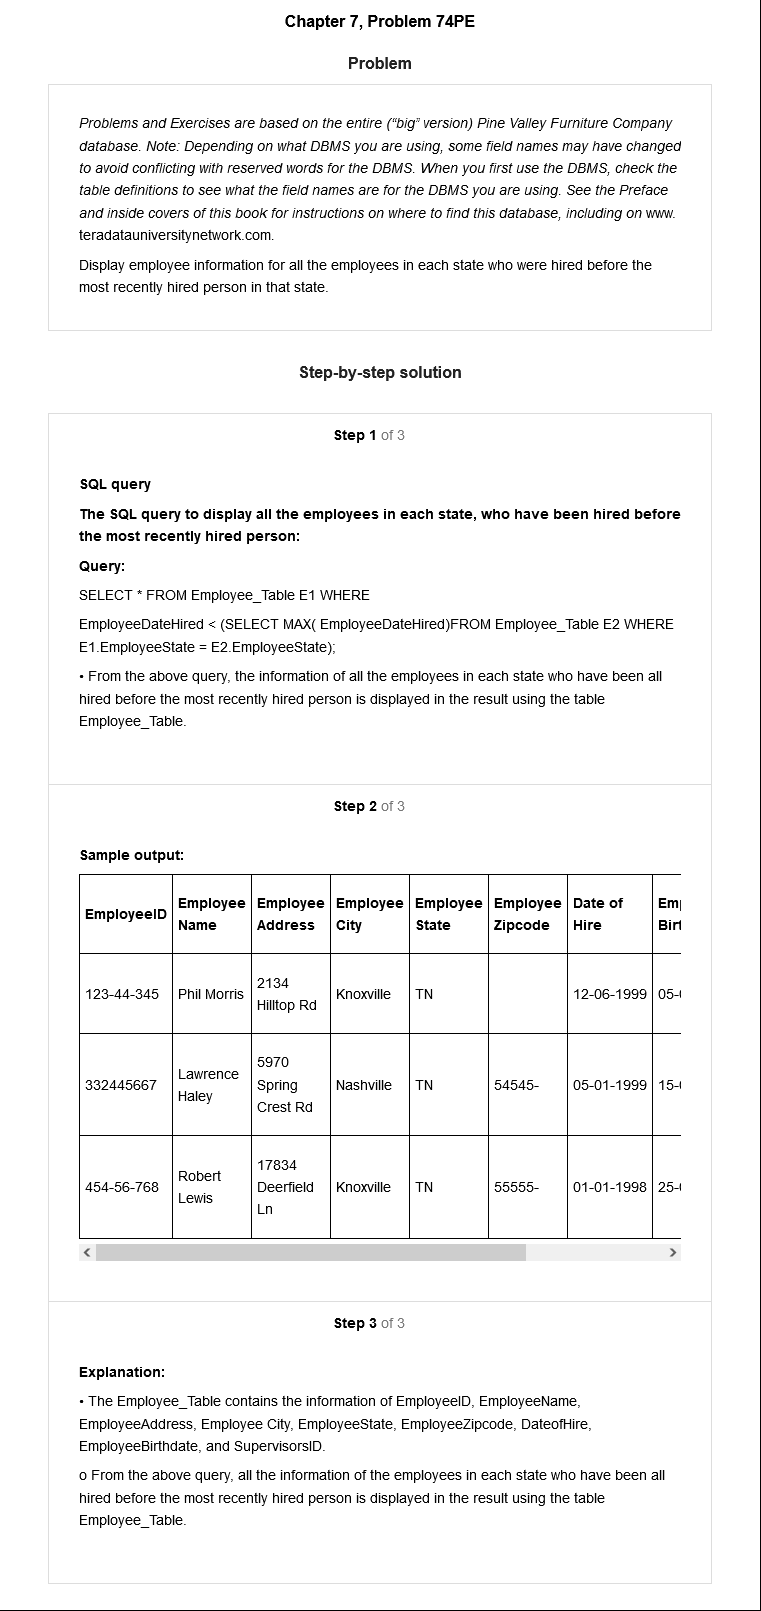 Chapter 7, Problem 74PE
Problem
Problems and Exercises are based on the entire (“big” version) Pine Valley Furniture Company
database. Note: Depending on what DBMS you are using, some field names may have changed
to avoid conflicting with reserved words for the DBMS. When you first use the DBMS, check the
table definitions to see what the field names are for the DBMS you are using. See the Preface
and inside covers of this book for instructions on where to find this database, including on www.
teradatauniversitynetwork.com.
Display employee information for all the employees in each state who were hired before the
most recently hired person in that state.
Step-by-step solution
Step 1 of 3
SQL query
The SQL query to display all the employees in each state, who have been hired before
the most recently hired person:
Query:
SELECT * FROM Employee_Table E1 WHERE
EmployeeDateHired < (SELECT MAX( EmployeeDateHired)FROM Employee_Table E2 WHERE
E1.EmployeeState = E2.EmployeeState);
• From the above query, the information of all the employees in each state who have been all
hired before the most recently hired person is displayed in the result using the table
Employee_Table.
Step 2 of 3
Sample output:
EmployeeID Employee Name Employee Address Employee City Employee State Employee Zipcode Date of Hire
123-44-345 Phil Morris 2134 Hilltop Rd Knoxville TN 12-06-1999
332445667 Lawrence Haley 5970 Spring Crest Rd Nashville TN 54545- 05-01-1999
454-56-768 Robert Lewis 17834 Deerfield Ln Knoxville TN 55555- 01-01-1998
Step 3 of 3
Explanation:
• The Employee_Table contains the information of EmployeeID, EmployeeName,
EmployeeAddress, Employee City, EmployeeState, EmployeeZipcode, DateofHire,
EmployeeBirthdate, and SupervisorsID.
o From the above query, all the information of the employees in each state who have been all
hired before the most recently hired person is displayed in the result using the table
Employee_Table.